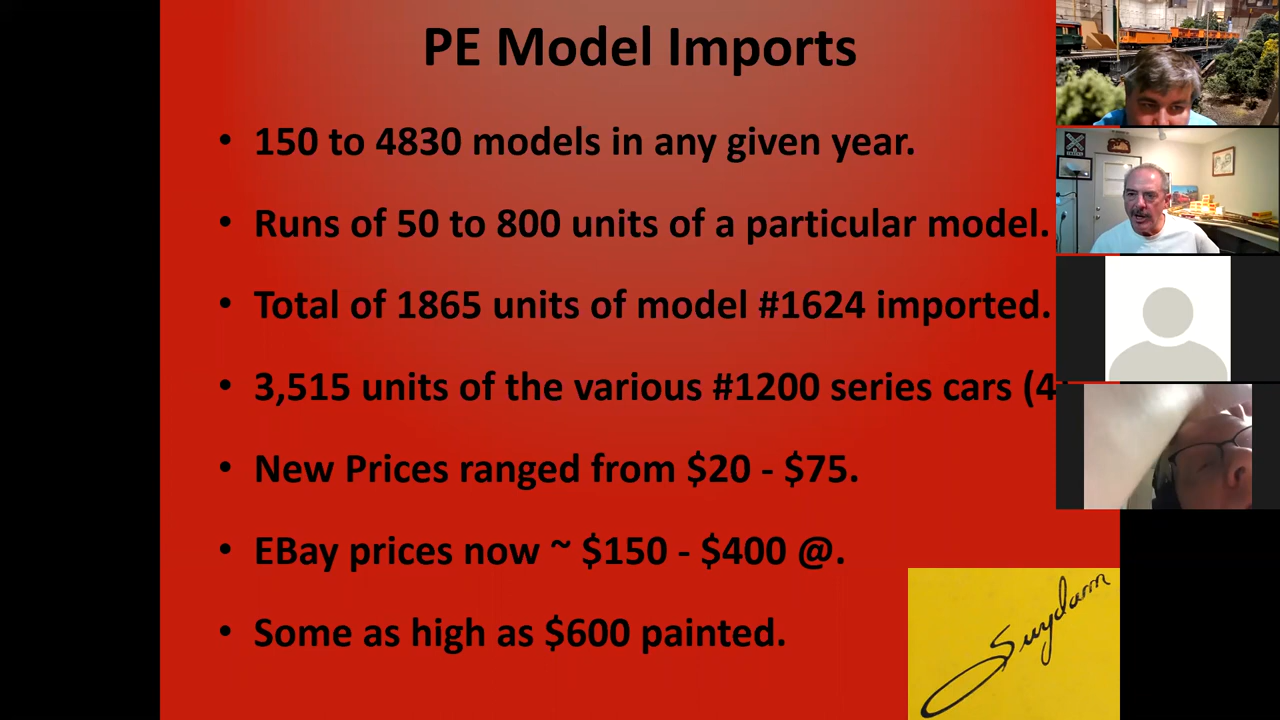 PE Model Imports
• 150 to 4830 models in any given year.
• Runs of 50 to 800 units of a particular model.
• Total of 1865 units of model #1624 imported.
• 3,515 units of the various #1200 series cars (4
• New Prices ranged from $20 - $75.
• EBay prices now ~ $150 - $400 @.
• Some as high as $600 painted.
Suydam